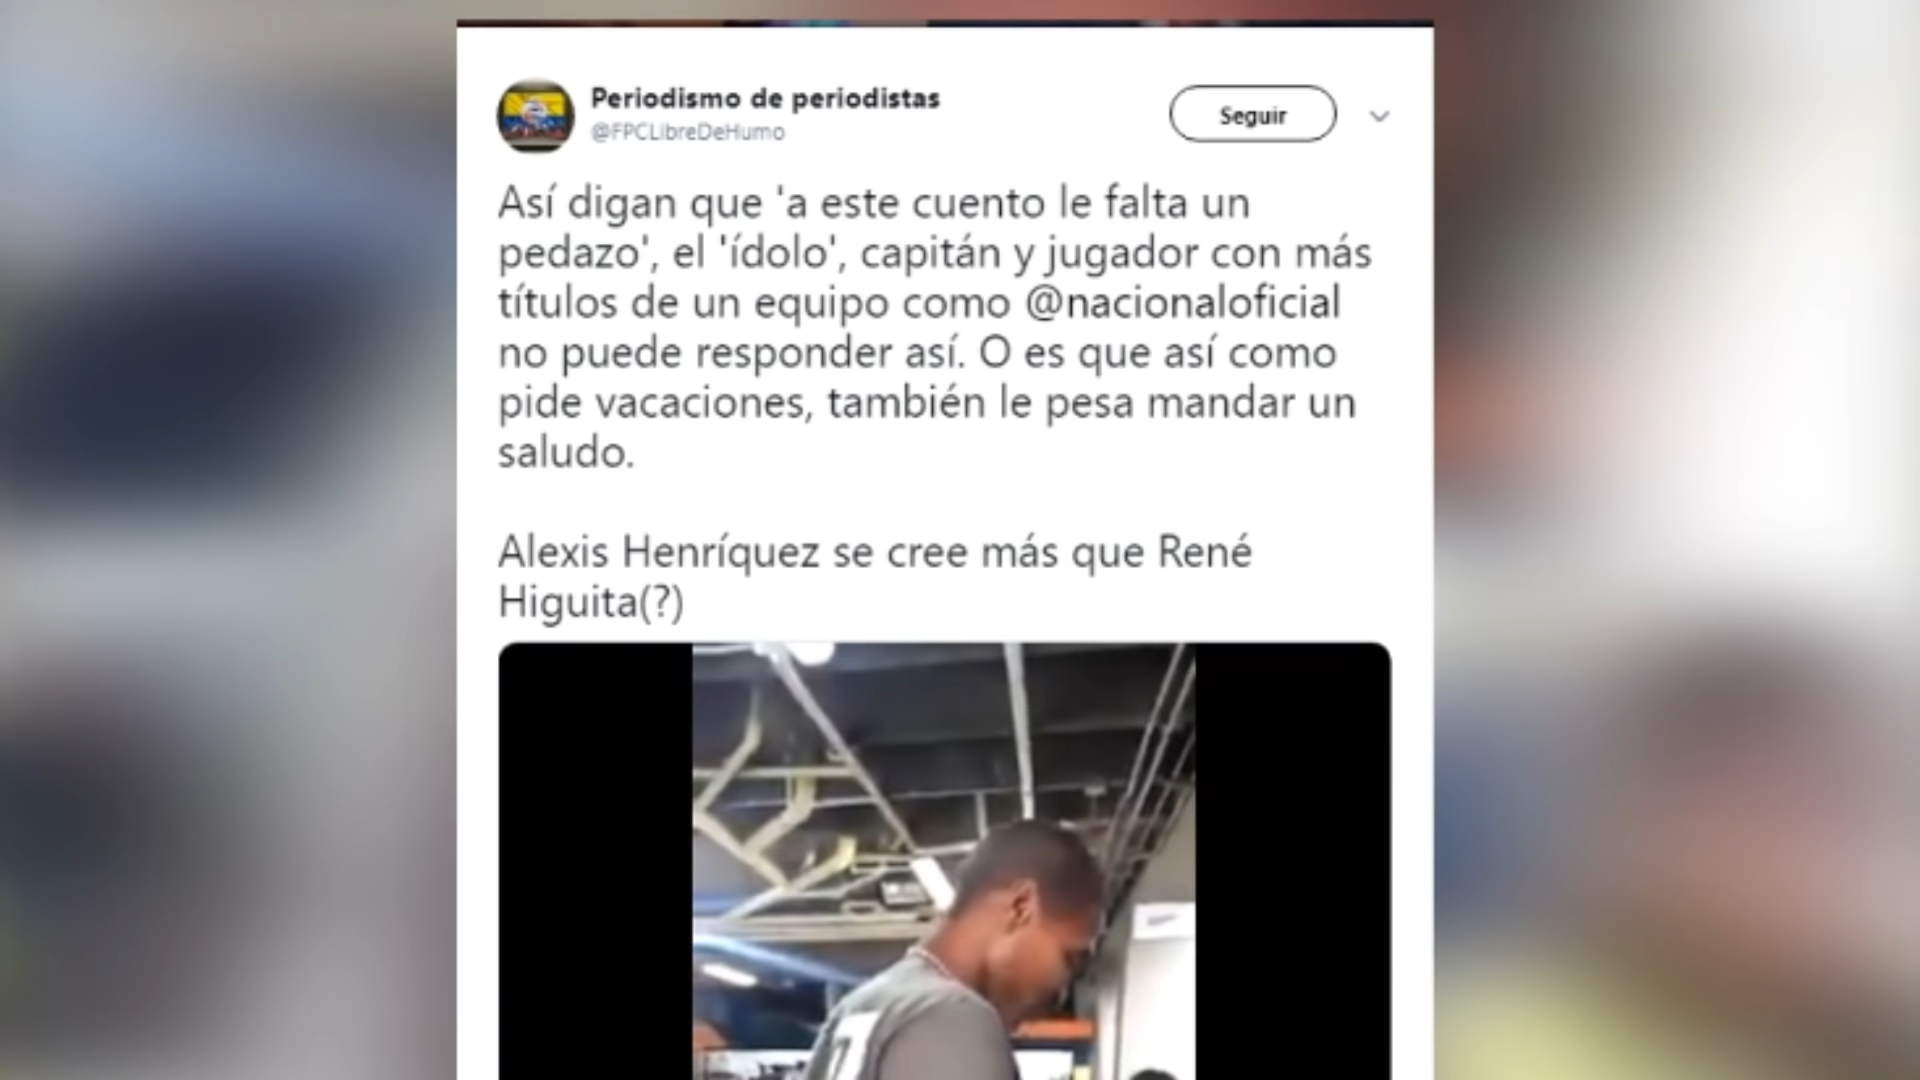 Periodismo de periodistas
@FPCLibreDeHumo
Seguir
Así digan que 'a este cuento le falta un
pedazo', el 'ídolo', capitán y jugador con más
títulos de un equipo como @nacionaloficial
no puede responder así. O es que así como
pide vacaciones, también le pesa mandar un
saludo.
Alexis Henríquez se cree más que René
Higuita(?)